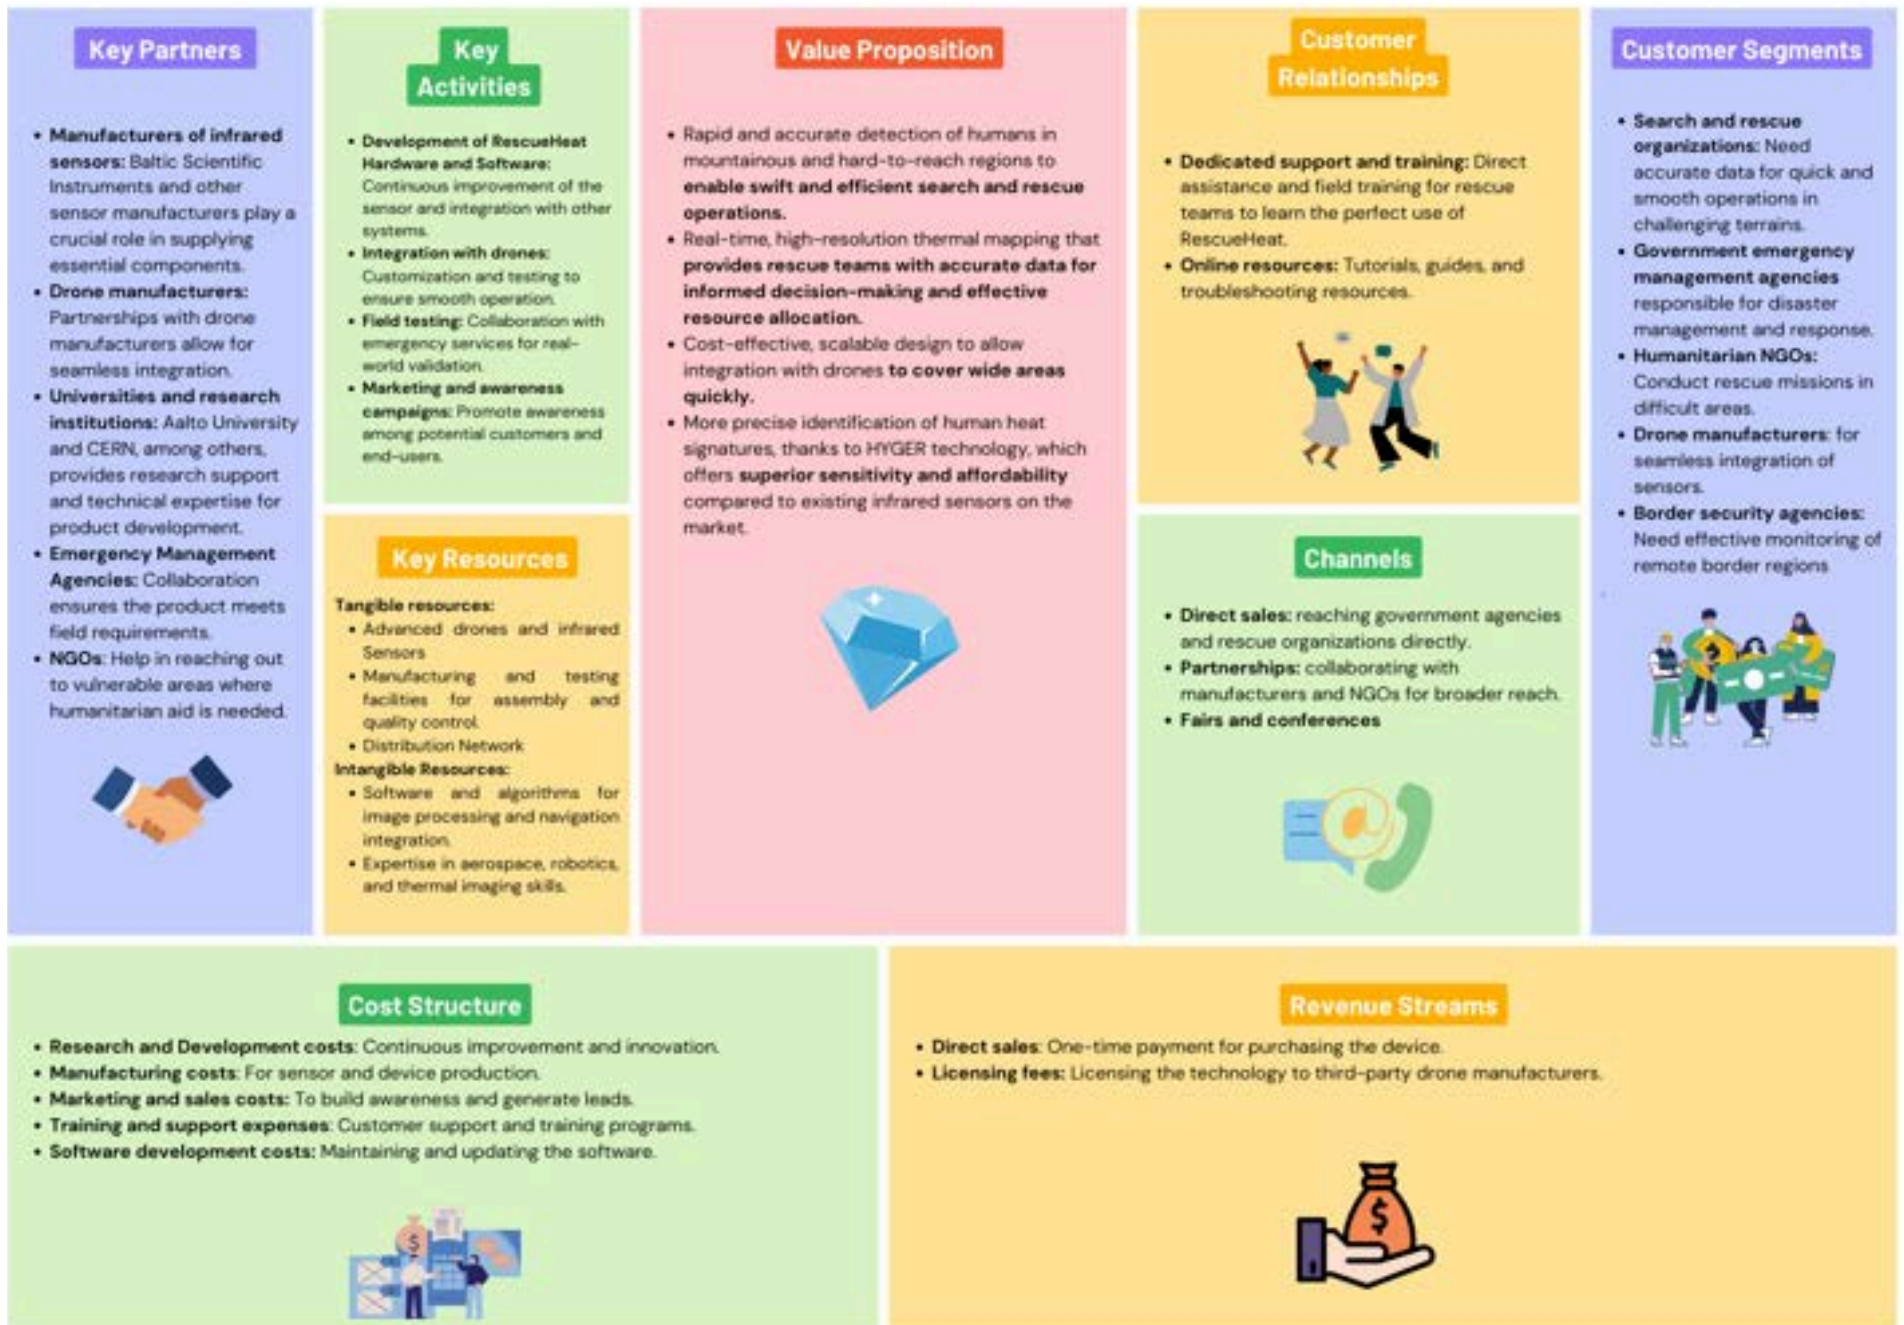 Key Partners
• Manufacturers of infrared
sensors: Baltic Scientific
Instruments and other
sensor manufacturers play a
crucial role in supplying
essential components.
• Drone manufacturers:
Partnerships with drone
manufacturers allow for
seamless integration.
• Universities and research
institutions: Aalto University
and CERN, among others,
provides research support
and technical expertise for
product development.
• Emergency Management
Agencies: Collaboration
ensures the product meets
field requirements.
• NGOs: Help in reaching out
to vulnerable areas where
humanitarian aid is needed.
Key
Activities
• Development of RescueHeat
Hardware and Software:
Continuous improvement of the
sensor and integration with other
systems.
• Integration with drones:
Customization and testing to
ensure smooth operation.
• Field testing: Collaboration with
emergency services for real-
world validation.
• Marketing and awareness
campaigns: Promote awareness
among potential customers and
end-users.
Key Resources
Tangible resources:
• Advanced drones and infrared
Sensors
• Manufacturing and testing
facilities for assembly and
quality control.
• Distribution Network
Intangible Resources:
• Software and algorithms for
image processing and navigation
integration.
• Expertise in aerospace, robotics,
and thermal imaging skills.
Value Proposition
• Rapid and accurate detection of humans in
mountainous and hard-to-reach regions to
enable swift and efficient search and rescue
operations.
• Real-time, high-resolution thermal mapping that
provides rescue teams with accurate data for
informed decision-making and effective
resource allocation.
• Cost-effective, scalable design to allow
integration with drones to cover wide areas
quickly.
• More precise identification of human heat
signatures, thanks to HYGER technology, which
offers superior sensitivity and affordability
compared to existing infrared sensors on the
market.
Customer
Relationships
• Dedicated support and training: Direct
assistance and field training for rescue
teams to learn the perfect use of
RescueHeat.
• Online resources: Tutorials, guides, and
troubleshooting resources.
Channels
• Direct sales: reaching government agencies
and rescue organizations directly.
• Partnerships: collaborating with
manufacturers and NGOs for broader reach.
• Fairs and conferences
Customer Segments
• Search and rescue
organizations: Need
accurate data for quick and
smooth operations in
challenging terrains.
• Government emergency
management agencies
responsible for disaster
management and response.
• Humanitarian NGOs:
Conduct rescue missions in
difficult areas.
• Drone manufacturers: for
seamless integration of
sensors.
• Border security agencies:
Need effective monitoring of
remote border regions
Cost Structure
• Research and Development costs: Continuous improvement and innovation.
• Manufacturing costs: For sensor and device production.
• Marketing and sales costs: To build awareness and generate leads.
• Training and support expenses: Customer support and training programs.
• Software development costs: Maintaining and updating the software.
Revenue Streams
• Direct sales: One-time payment for purchasing the device.
• Licensing fees: Licensing the technology to third-party drone manufacturers.